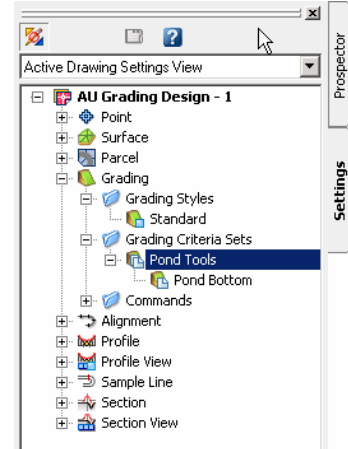 Active Drawing Settings View
AU Grading Design - 1
Point
Surface
Parcel
Grading
Grading Styles
Standard
Grading Criteria Sets
Pond Tools
Pond Bottom
Commands
Alignment
Profile
Profile View
Sample Line
Section
Section View
Prospector
Settings